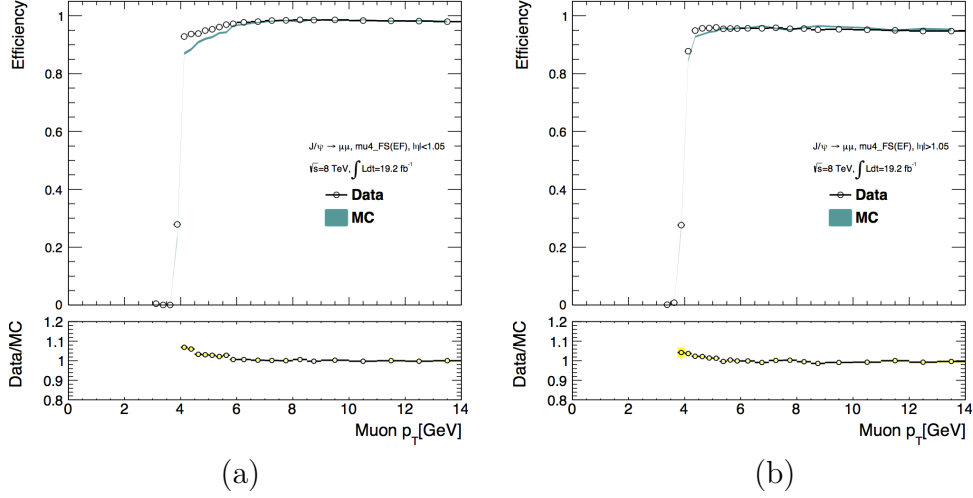 Efficiency
1
0.8
0.6
0.4
0.2
0
J/ψ → μμ, mu4_FS(EF), |η|<1.05
√s=8 TeV, ∫ Ldt=19.2 fb⁻¹
Data
MC
Data/MC
1.2
1.1
1
0.9
0.8
0 2 4 6 8 10 12 14
Muon p_T[GeV]
(a)
Efficiency
1
0.8
0.6
0.4
0.2
0
J/ψ → μμ, mu4_FS(EF), |η|>1.05
√s=8 TeV, ∫ Ldt=19.2 fb⁻¹
Data
MC
Data/MC
1.2
1.1
1
0.9
0.8
0 2 4 6 8 10 12 14
Muon p_T[GeV]
(b)